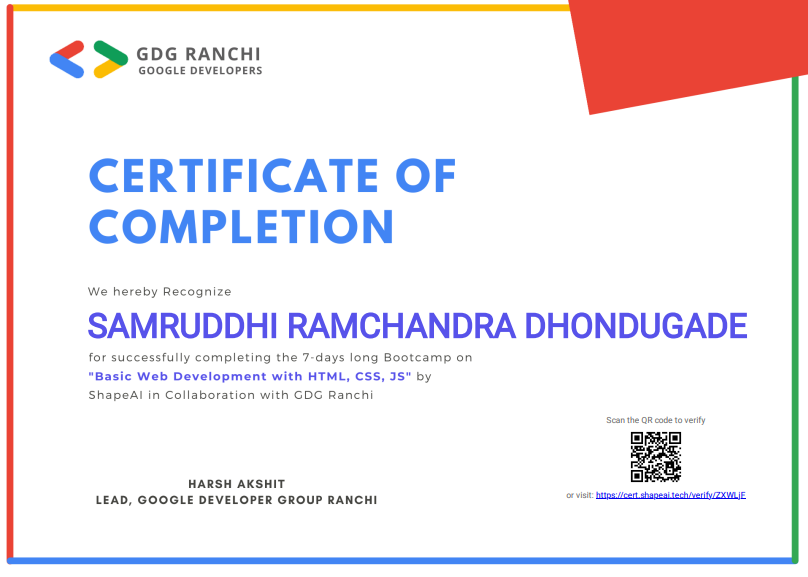 GDG RANCHI
GOOGLE DEVELOPERS
CERTIFICATE OF
COMPLETION
We hereby Recognize
SAMRUDDHI RAMCHANDRA DHONDUGADE
for successfully completing the 7-days long Bootcamp on
"Basic Web Development with HTML, CSS, JS" by
ShapeAI in Collaboration with GDG Ranchi
Scan the QR code to verify
or visit: https://cert.shapeai.tech/verify/ZXWLjF
HARSH AKSHIT
LEAD, GOOGLE DEVELOPER GROUP RANCHI